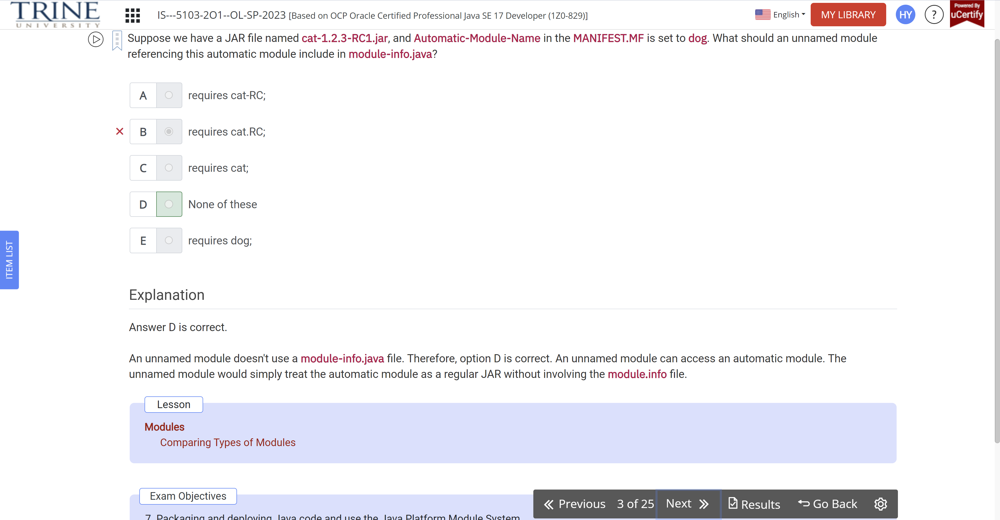 TRINE
UNIVERSITY
IS---5103-2O1--OL-SP-2023 [Based on OCP Oracle Certified Professional Java SE 17 Developer (1Z0-829)]
English
MY LIBRARY
HY
?
Powered By
uCertify
Suppose we have a JAR file named cat-1.2.3-RC1.jar, and Automatic-Module-Name in the MANIFEST.MF is set to dog. What should an unnamed module
referencing this automatic module include in module-info.java?
A requires cat-RC;
B requires cat.RC;
C requires cat;
D None of these
E requires dog;
ITEM LIST
Explanation
Answer D is correct.
An unnamed module doesn't use a module-info.java file. Therefore, option D is correct. An unnamed module can access an automatic module. The
unnamed module would simply treat the automatic module as a regular JAR without involving the module.info file.
Lesson
Modules
Comparing Types of Modules
Exam Objectives
7. Packaging and deploying Java code and use the Java Platform Module System
Previous 3 of 25 Next Results Go Back